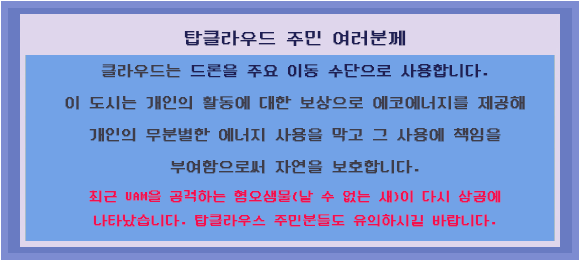 탑클라우드 주민 여러분께
클라우드는 드론을 주요 이동 수단으로 사용합니다.
이 도시는 개인의 활동에 대한 보상으로 에코에너지를 제공해
개인의 무분별한 에너지 사용을 막고 그 사용에 책임을
부여함으로써 자연을 보호합니다.
최근 UAM을 공격하는 혐오생물(날 수 없는 새)이 다시 상공에
나타났습니다. 탑클라우스 주민분들도 유의하시길 바랍니다.